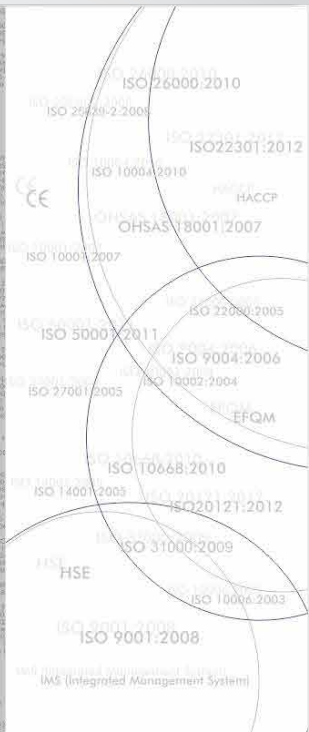 ISO 26000:2010
ISO 25639-2:2008
ISO22301:2012
ISO 10004:2010
HACCP
CE
OHSAS 18001:2007
ISO 10001:2007
ISO 22000:2005
ISO 50001:2011
ISO 9004:2006
ISO 10002:2004
ISO 27001:2005
EFQM
ISO 10668:2010
ISO 14001:2005
ISO20121:2012
ISO 31000:2009
HSE
ISO 10006:2003
ISO 9001:2008
IMS (Integrated Management System)